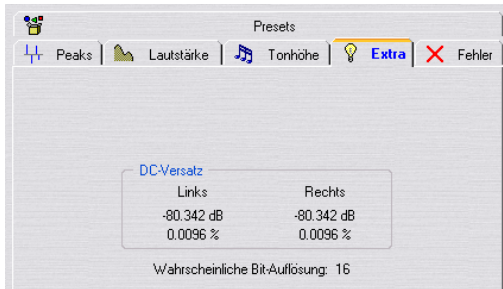 Presets
Peaks Lautstärke Tonhöhe Extra Fehler
DC-Versatz
Links Rechts
-80.342 dB -80.342 dB
0.0096 % 0.0096 %
Wahrscheinliche Bit-Auflösung: 16